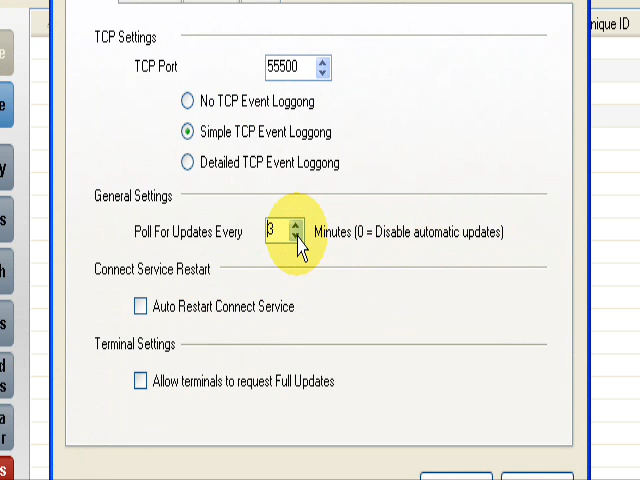 nique ID
TCP Settings
TCP Port 55500
No TCP Event Loggong
Simple TCP Event Loggong
Detailed TCP Event Loggong
General Settings
Poll For Updates Every 3 Minutes (0 = Disable automatic updates)
Connect Service Restart
Auto Restart Connect Service
Terminal Settings
Allow terminals to request Full Updates